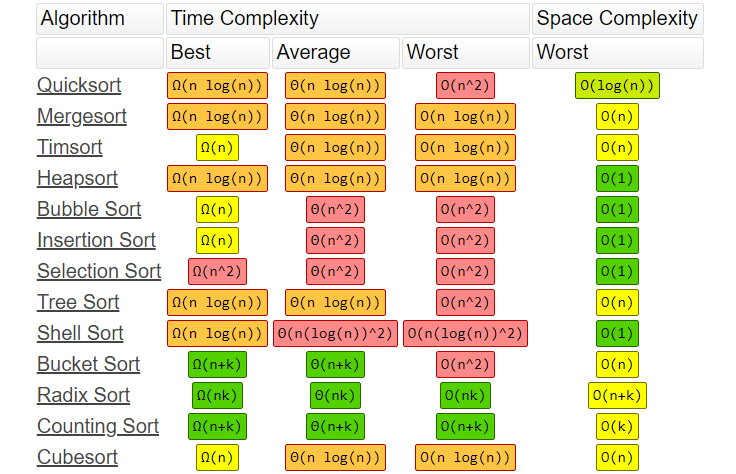 Algorithm Time Complexity Space Complexity
Best Average Worst Worst
Quicksort Ω(n log(n)) Θ(n log(n)) O(n^2) O(log(n))
Mergesort Ω(n log(n)) Θ(n log(n)) O(n log(n)) O(n)
Timsort Ω(n) Θ(n log(n)) O(n log(n)) O(n)
Heapsort Ω(n log(n)) Θ(n log(n)) O(n log(n)) O(1)
Bubble Sort Ω(n) Θ(n^2) O(n^2) O(1)
Insertion Sort Ω(n) Θ(n^2) O(n^2) O(1)
Selection Sort Ω(n^2) Θ(n^2) O(n^2) O(1)
Tree Sort Ω(n log(n)) Θ(n log(n)) O(n^2) O(n)
Shell Sort Ω(n log(n)) Θ(n(log(n))^2) O(n(log(n))^2) O(1)
Bucket Sort Ω(n+k) Θ(n+k) O(n^2) O(n)
Radix Sort Ω(nk) Θ(nk) O(nk) O(n+k)
Counting Sort Ω(n+k) Θ(n+k) O(n+k) O(k)
Cubesort Ω(n) Θ(n log(n)) O(n log(n)) O(n)